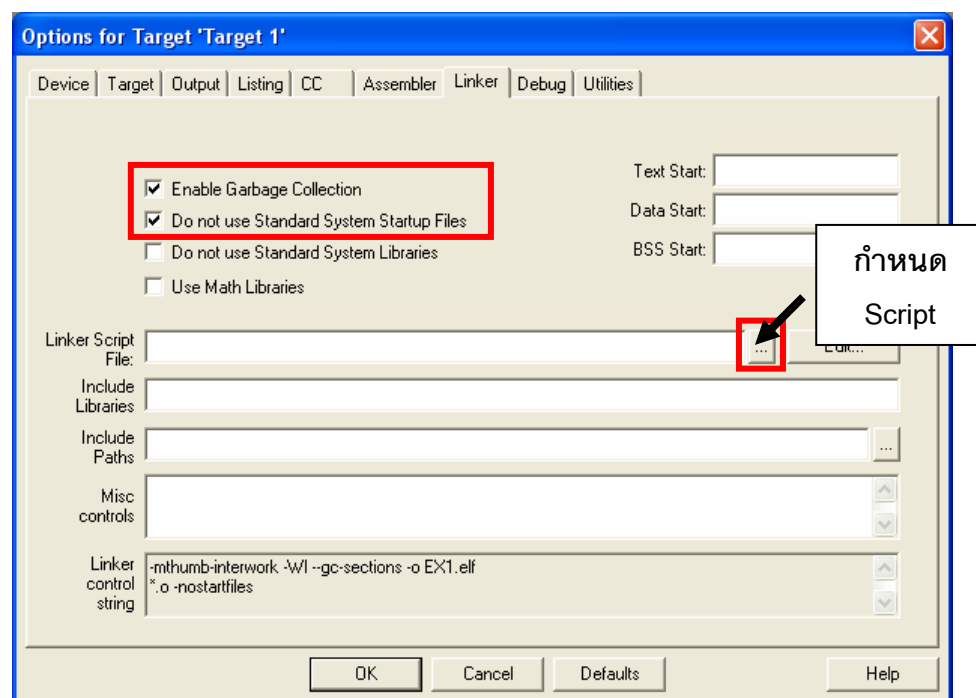 Options for Target 'Target 1'
Device Target Output Listing CC Assembler Linker Debug Utilities
Enable Garbage Collection
Do not use Standard System Startup Files
Do not use Standard System Libraries
Use Math Libraries
Text Start:
Data Start:
BSS Start:
กำหนด
Script
Linker Script
File:
...
Edit...
Include
Libraries
Include
Paths
...
Misc
controls
Linker
control
string
-mthumb-interwork -Wl --gc-sections -o EX1.elf
*.o -nostartfiles
OK Cancel Defaults Help